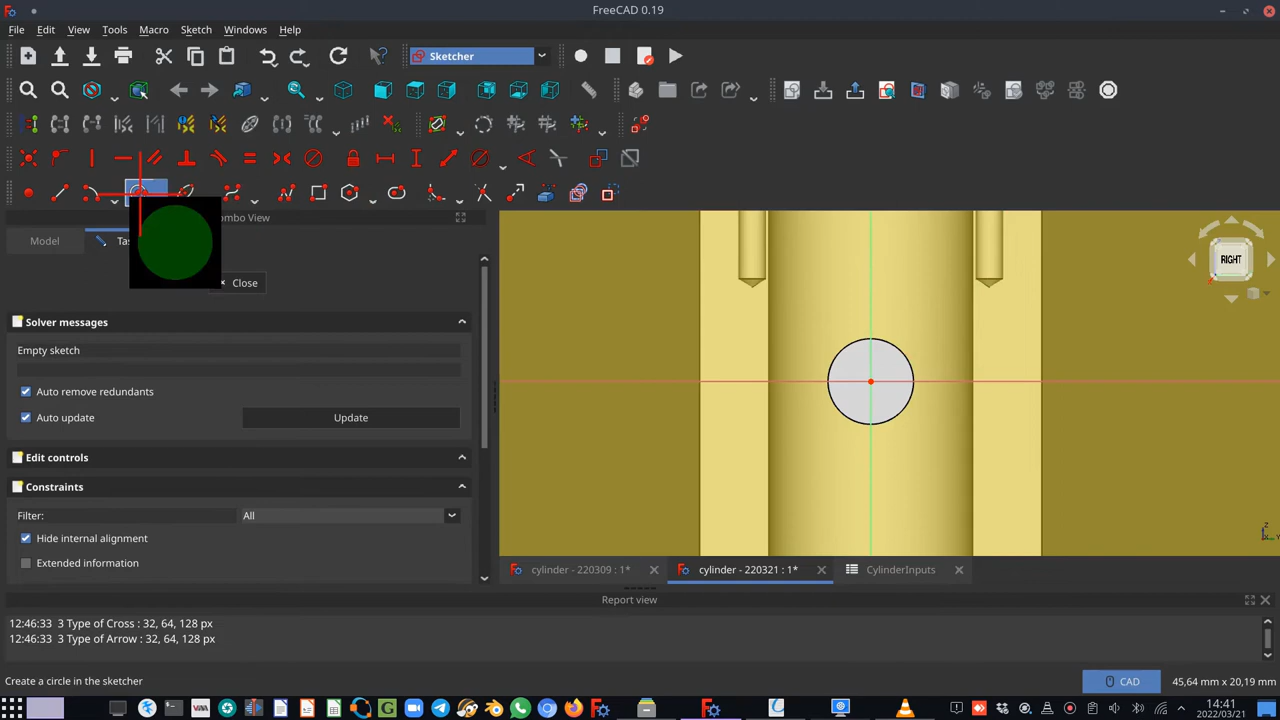 FreeCAD 0.19
File Edit View Tools Macro Sketch Windows Help
Sketcher
Combo View
Model
Tas
Close
Solver messages
Empty sketch
Auto remove redundants
Auto update
Update
Edit controls
Constraints
Filter:
All
Hide internal alignment
Extended information
RIGHT
cylinder - 220309 : 1*
cylinder - 220321 : 1*
CylinderInputs
Report view
12:46:33 3 Type of Cross : 32, 64, 128 px
12:46:33 3 Type of Arrow : 32, 64, 128 px
Create a circle in the sketcher
CAD
45,64 mm x 20,19 mm
14:41
2022/03/21